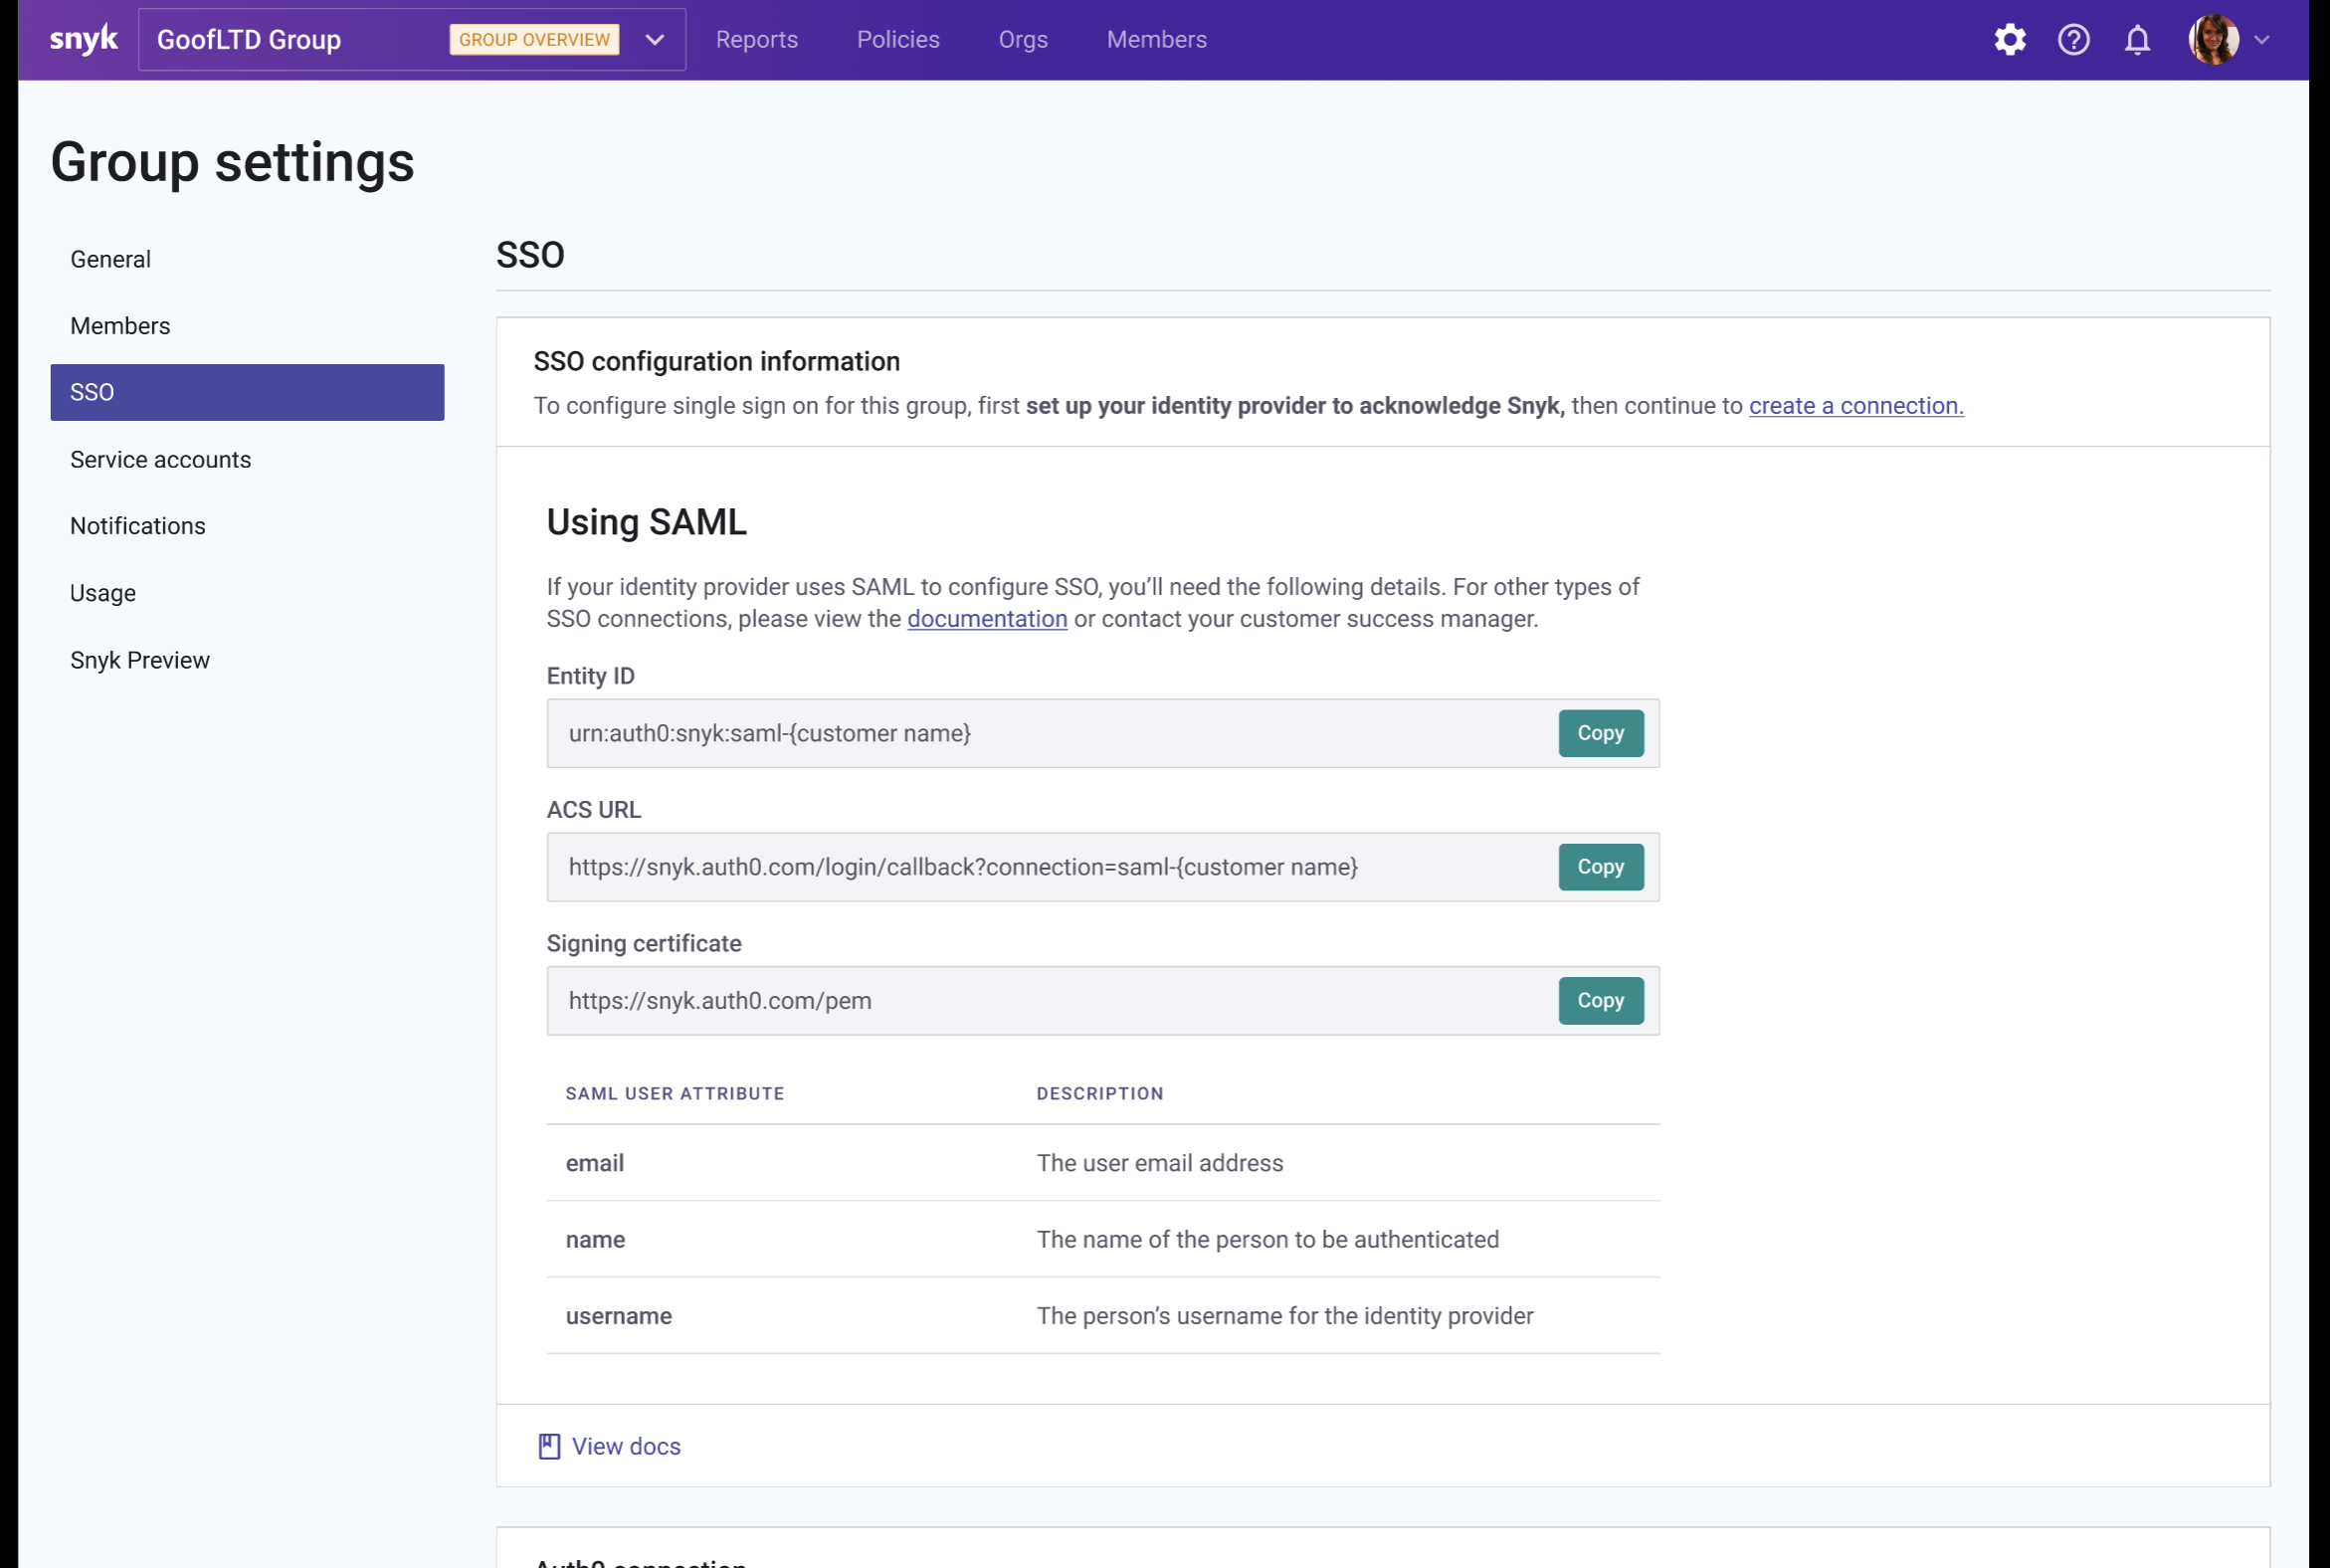 snyk
GoofLTD Group
GROUP OVERVIEW
Reports
Policies
Orgs
Members
Group settings
General
Members
SSO
Service accounts
Notifications
Usage
Snyk Preview
SSO
SSO configuration information
To configure single sign on for this group, first set up your identity provider to acknowledge Snyk, then continue to create a connection.
Using SAML
If your identity provider uses SAML to configure SSO, you’ll need the following details. For other types of
SSO connections, please view the documentation or contact your customer success manager.
Entity ID
urn:auth0:snyk:saml-{customer name}
Copy
ACS URL
https://snyk.auth0.com/login/callback?connection=saml-{customer name}
Copy
Signing certificate
https://snyk.auth0.com/pem
Copy
SAML USER ATTRIBUTE DESCRIPTION
email The user email address
name The name of the person to be authenticated
username The person’s username for the identity provider
View docs
Auth0 connection